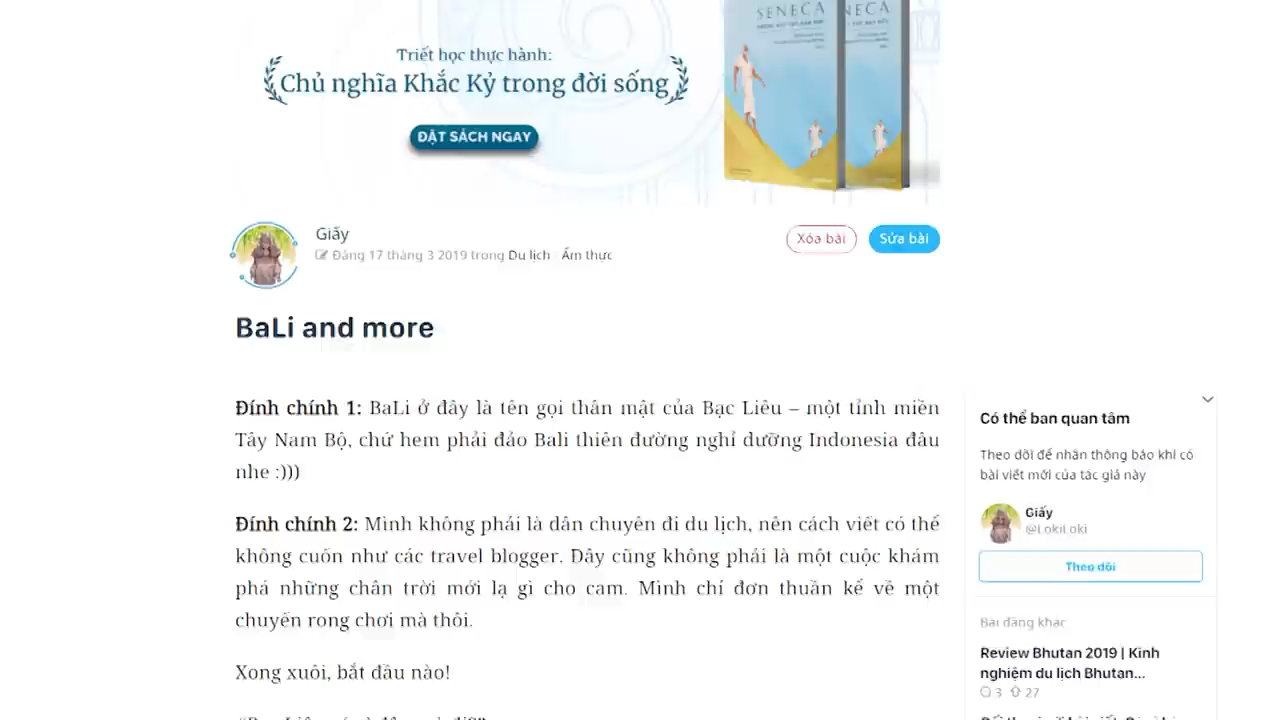 SENECA
NECA
Triết học thực hành:
Chủ nghĩa Khắc Kỷ trong đời sống
ĐẶT SÁCH NGAY
Giấy
Đăng 17 tháng 3 2019 trong Du lịch - Ẩm thực
Xóa bài
Sửa bài
BaLi and more
Đính chính 1: BaLi ở đây là tên gọi thân mật của Bạc Liêu – một tỉnh miền
Tây Nam Bộ, chứ hem phải đảo Bali thiên đường nghỉ dưỡng Indonesia đâu
nhe :)))
Đính chính 2: Mình không phải là dân chuyên đi du lịch, nên cách viết có thể
không cuốn như các travel blogger. Đây cũng không phải là một cuộc khám
phá những chân trời mới lạ gì cho cam. Mình chỉ đơn thuần kể về một
chuyến rong chơi mà thôi.
Xong xuôi, bắt đầu nào!
Có thể bạn quan tâm
Theo dõi để nhận thông báo khi có
bài viết mới của tác giả này
Giấy
@LokiLoki
Theo dõi
Bài đăng khác
Review Bhutan 2019 | Kinh
nghiệm du lịch Bhutan...
3 27